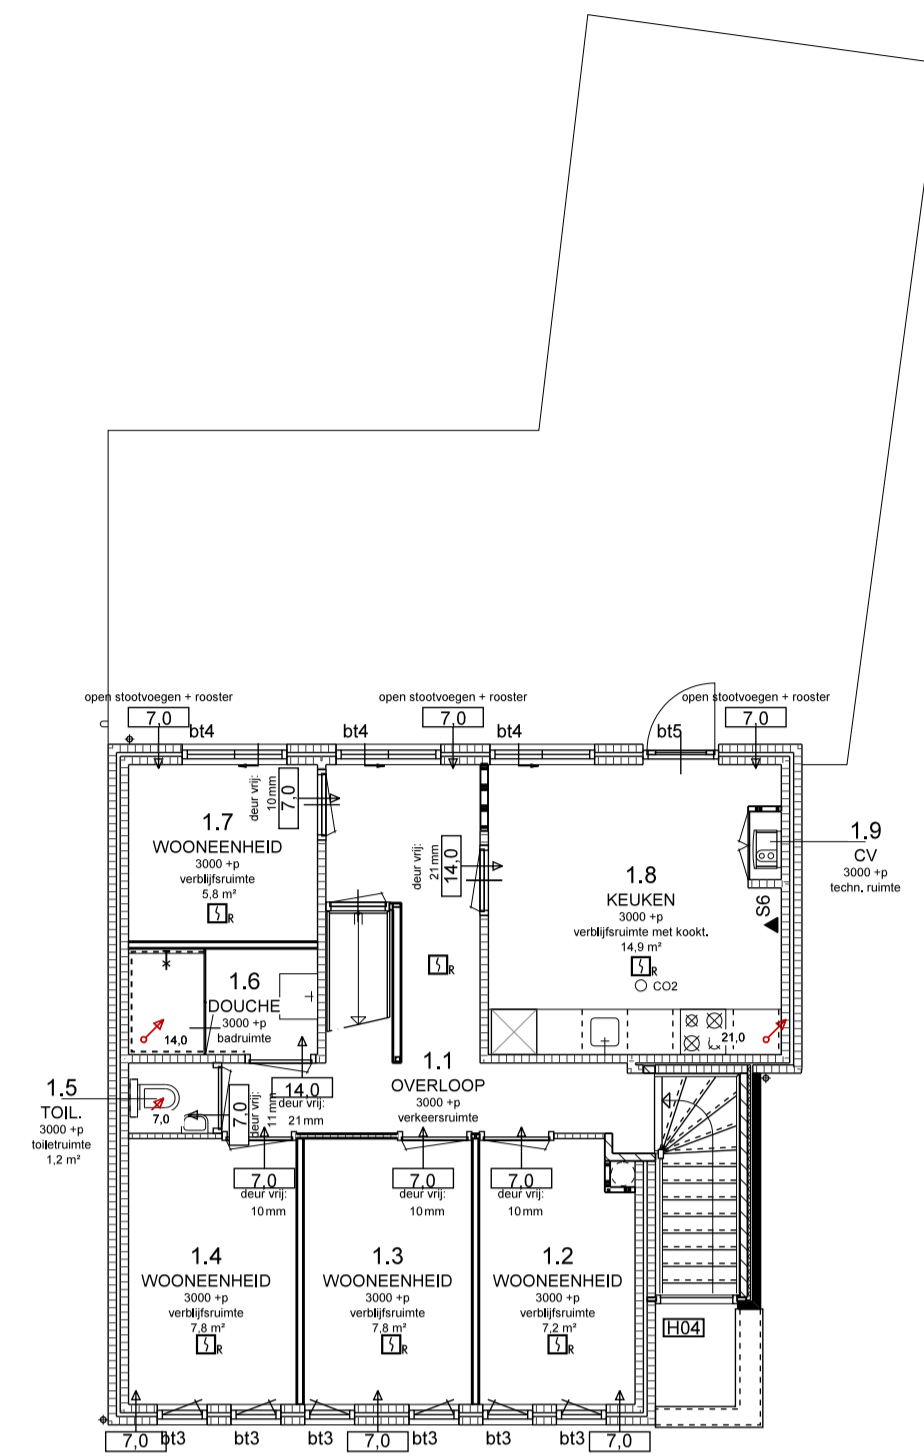 open stootvoegen + rooster
open stootvoegen + rooster
open stootvoegen + rooster
7,0
7,0
7,0
bt4
bt4
bt4
bt5
1.7
WOONEENHEID
3000 +p
verblijfsruimte
5,8 m²
R
deur vrij:
10mm
7,0
deur vrij:
21mm
14,0
1.8
KEUKEN
3000 +p
verblijfsruimte met kookt.
14,9 m²
R
CO2
S6
1.9
CV
3000 +p
techn. ruimte
R
1.6
DOUCHE
3000 +p
badruimte
14,0
21,0
1.5
TOIL.
3000 +p
toiletruimte
1,2 m²
7,0
7,0
deur vrij:
11mm
14,0
deur vrij:
21mm
1.1
OVERLOOP
3000 +p
verkeersruimte
7,0
deur vrij:
10mm
7,0
deur vrij:
10mm
7,0
deur vrij:
10mm
1.4
WOONEENHEID
3000 +p
verblijfsruimte
7,8 m²
R
1.3
WOONEENHEID
3000 +p
verblijfsruimte
7,8 m²
R
1.2
WOONEENHEID
3000 +p
verblijfsruimte
7,2 m²
R
H04
7,0
bt3
bt3
bt3
7,0
bt3
bt3
bt3
7,0